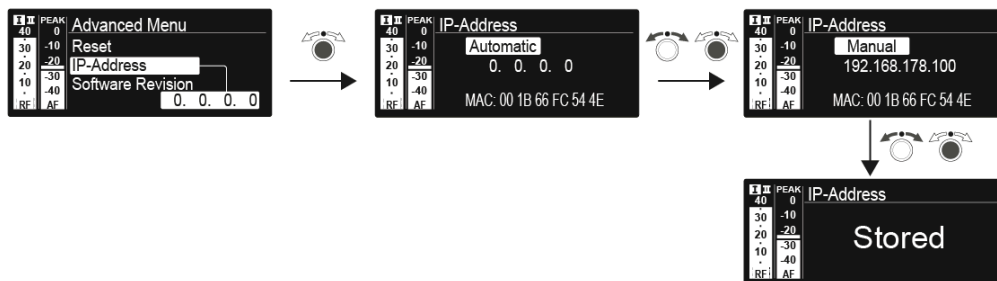 I II PEAK Advanced Menu
40 0
30 -10 Reset
20 -20 IP-Address
10 -30 Software Revision
-40 0. 0. 0. 0
RF AF
I II PEAK IP-Address
40 0
30 -10 Automatic
20 -20 0. 0. 0. 0
10 -30
-40 MAC: 00 1B 66 FC 54 4E
RF AF
I II PEAK IP-Address
40 0
30 -10 Manual
20 -20 192.168.178.100
10 -30
-40 MAC: 00 1B 66 FC 54 4E
RF AF
I II PEAK IP-Address
40 0
30 -10
20 -20 Stored
10 -30
-40
RF AF